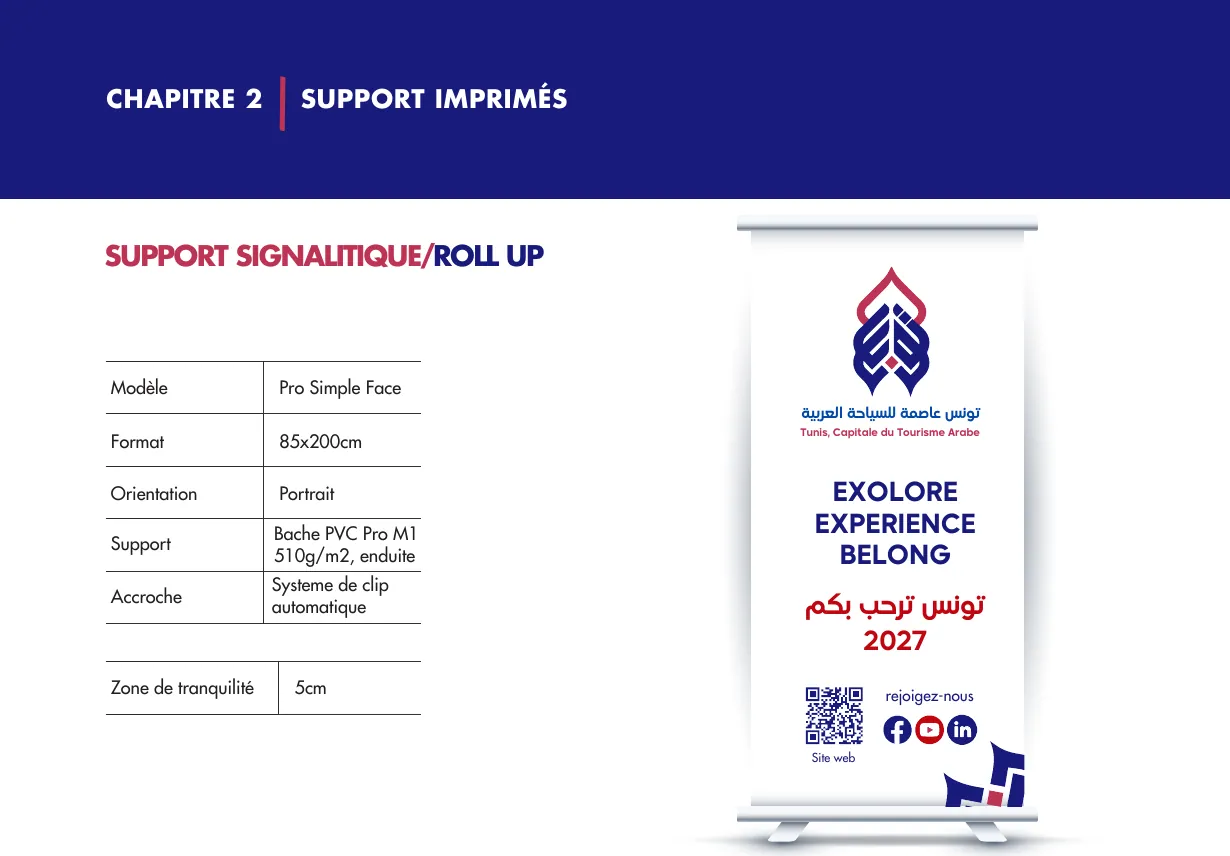 CHAPITRE 2 | SUPPORT IMPRIMÉS
SUPPORT SIGNALITIQUE/ROLL UP
Modèle Pro Simple Face
Format 85x200cm
Orientation Portrait
Support Bache PVC Pro M1
510g/m2, enduite
Accroche Systeme de clip
automatique
Zone de tranquilité 5cm
تونس عاصمة للسياحة العربية
Tunis, Capitale du Tourisme Arabe
EXOLORE
EXPERIENCE
BELONG
تونس ترحب بكم
2027
rejoigez-nous
Site web